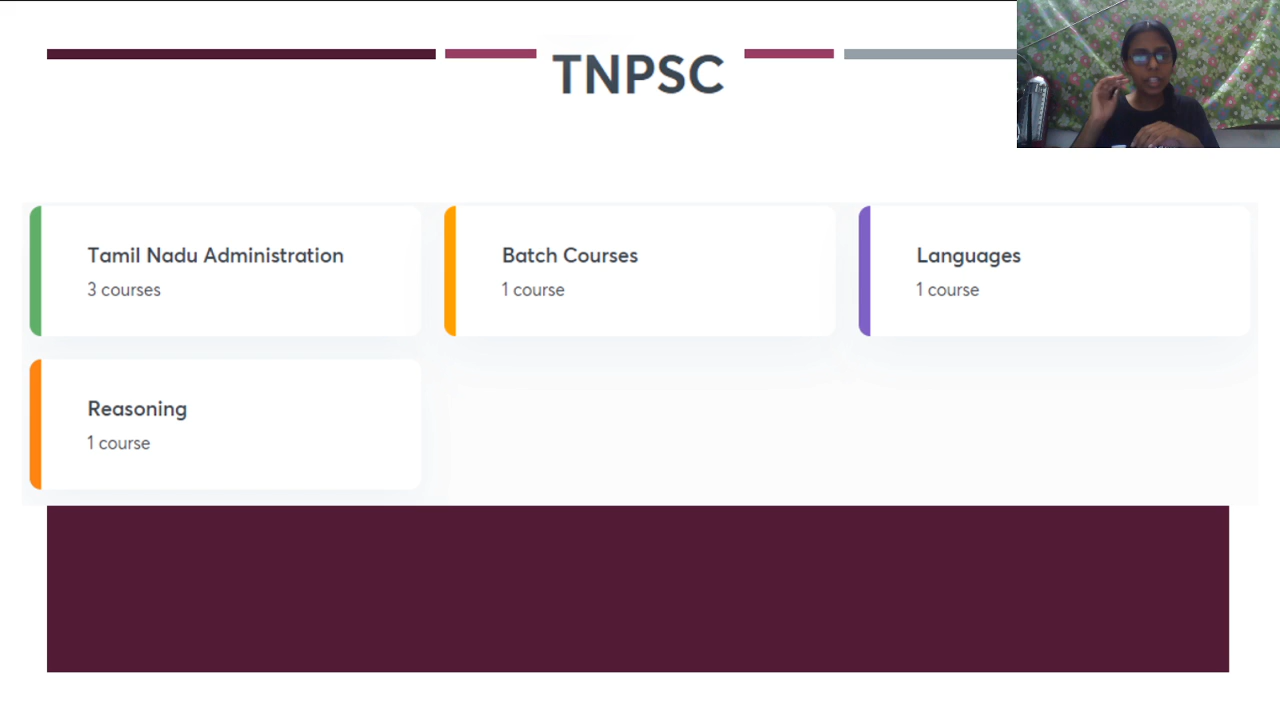 TNPSC
Tamil Nadu Administration
3 courses
Batch Courses
1 course
Languages
1 course
Reasoning
1 course